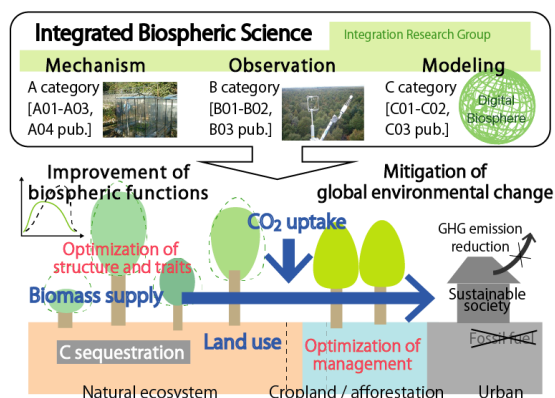 Integrated Biospheric Science
Integration Research Group
Mechanism
Observation
Modeling
A category
[A01-A03,
A04 pub.]
B category
[B01-B02,
B03 pub.]
C category
[C01-C02,
C03 pub.]
Digital
Biosphere
Improvement of
biospheric functions
Mitigation of
global environmental change
CO2 uptake
GHG emission
reduction
Optimization of
structure and traits
Biomass supply
Sustainable
society
Land use
C sequestration
Optimization of
management
Fossil fuel
Natural ecosystem
Cropland / afforestation
Urban